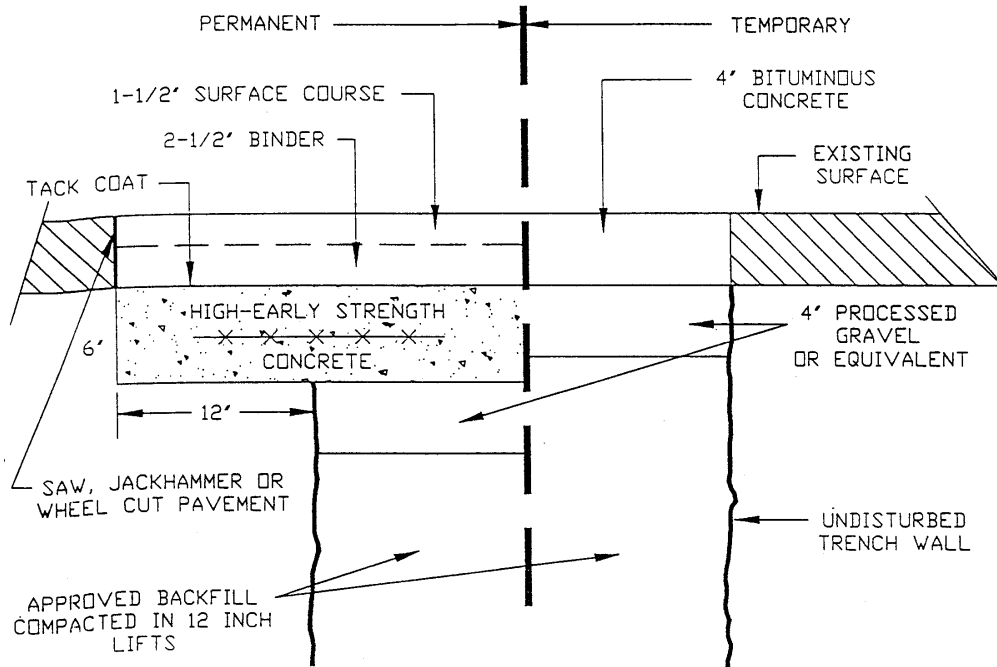 PERMANENT
TEMPORARY
1-1/2" SURFACE COURSE
4" BITUMINOUS
CONCRETE
2-1/2" BINDER
EXISTING
SURFACE
TACK COAT
HIGH-EARLY STRENGTH
CONCRETE
6"
4" PROCESSED
GRAVEL
OR EQUIVALENT
12"
SAW, JACKHAMMER OR
WHEEL CUT PAVEMENT
UNDISTURBED
TRENCH WALL
APPROVED BACKFILL
COMPACTED IN 12 INCH
LIFTS